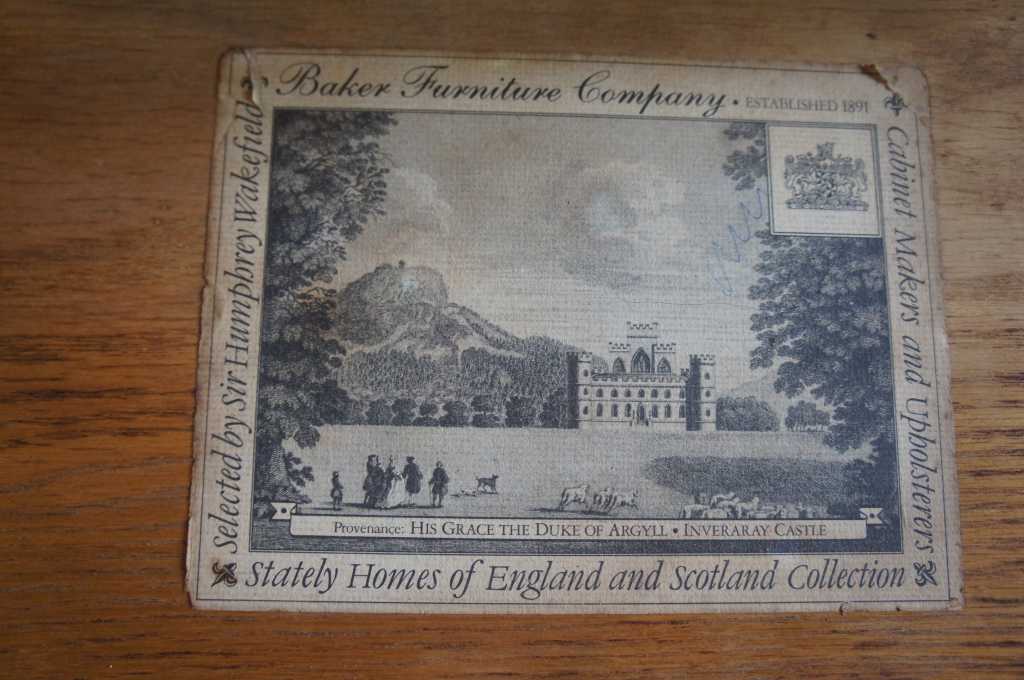 Baker Furniture Company • ESTABLISHED 1891
Cabinet Makers and Upholsterers
Selected by Sir Humphrey Wakefield
Provenance: HIS GRACE THE DUKE OF ARGYLL • INVERARAY CASTLE
Stately Homes of England and Scotland Collection